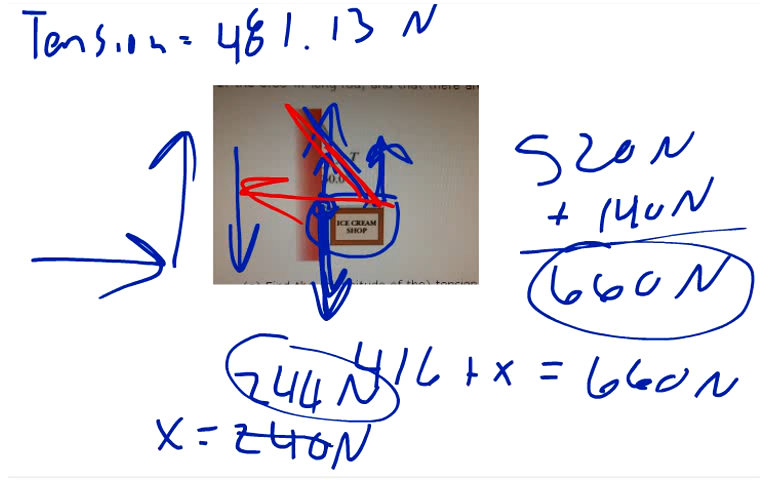 Tension = 481.13 N
T
ICE CREAM
SHOP
520N
+ 140N
660N
244N
416 + x = 660N
x = 240N